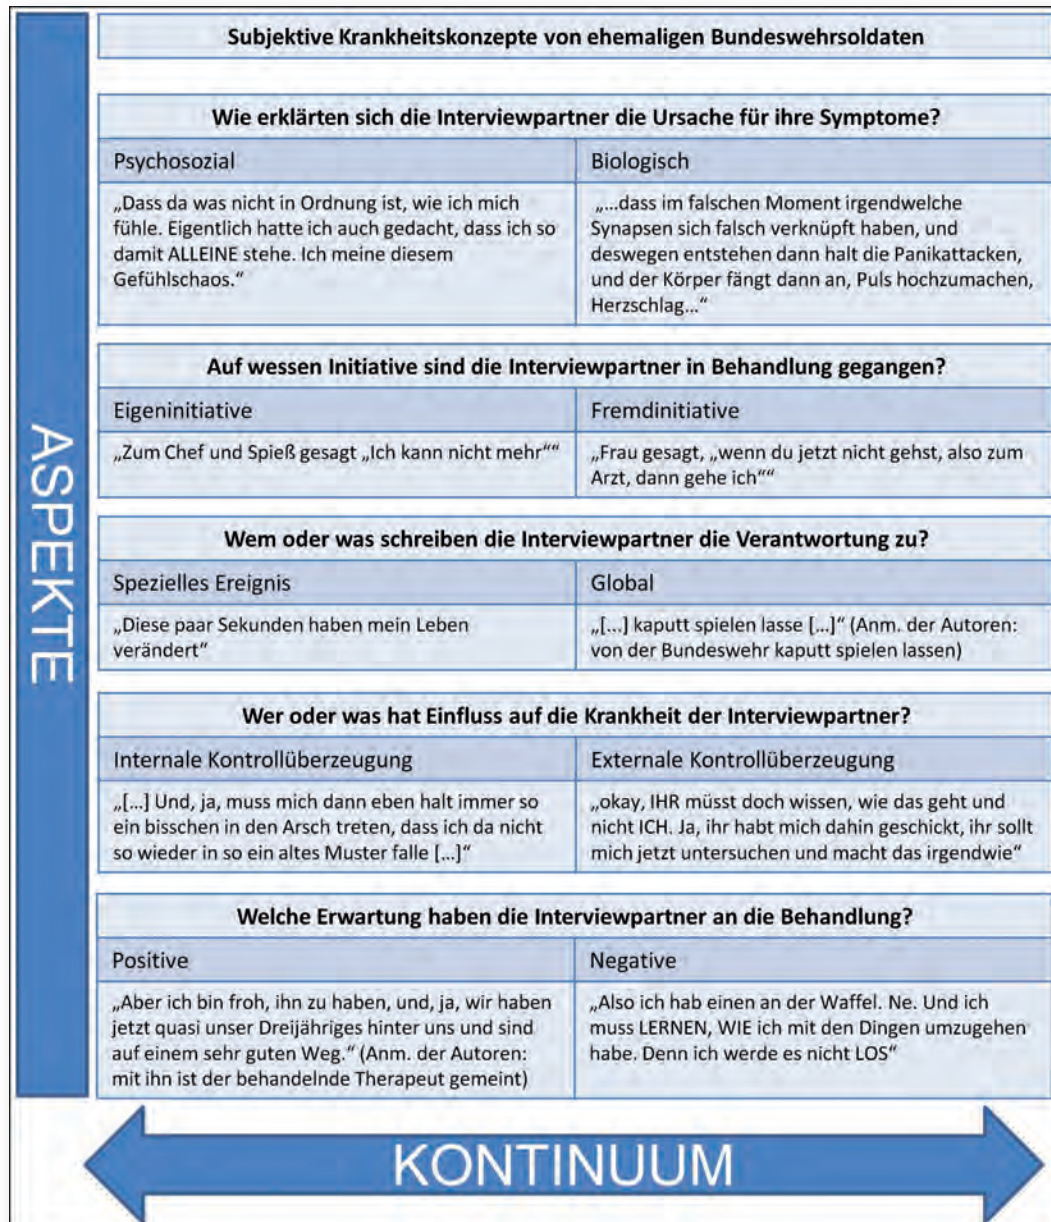 Subjektive Krankheitskonzepte von ehemaligen Bundeswehrsoldaten
ASPEKTE
Wie erklärten sich die Interviewpartner die Ursache für ihre Symptome?
Psychosozial
„Dass da was nicht in Ordnung ist, wie ich mich
fühle. Eigentlich hatte ich auch gedacht, dass ich so
damit ALLEINE stehe. Ich meine diesem
Gefühlschaos.“
Biologisch
„…dass im falschen Moment irgendwelche
Synapsen sich falsch verknüpft haben, und
deswegen entstehen dann halt die Panikattacken,
und der Körper fängt dann an, Puls hochzumachen,
Herzschlag…“
Auf wessen Initiative sind die Interviewpartner in Behandlung gegangen?
Eigeninitiative
„Zum Chef und Spieß gesagt „Ich kann nicht mehr““
Fremdinitiative
„Frau gesagt, „wenn du jetzt nicht gehst, also zum
Arzt, dann gehe ich““
Wem oder was schreiben die Interviewpartner die Verantwortung zu?
Spezielles Ereignis
„Diese paar Sekunden haben mein Leben
verändert“
Global
„[…] kaputt spielen lasse […]“ (Anm. der Autoren:
von der Bundeswehr kaputt spielen lassen)
Wer oder was hat Einfluss auf die Krankheit der Interviewpartner?
Internale Kontrollüberzeugung
„[…] Und, ja, muss mich dann eben halt immer so
ein bisschen in den Arsch treten, dass ich da nicht
so wieder in so ein altes Muster falle […]“
Externale Kontrollüberzeugung
„okay, IHR müsst doch wissen, wie das geht und
nicht ICH. Ja, ihr habt mich dahin geschickt, ihr sollt
mich jetzt untersuchen und macht das irgendwie“
Welche Erwartung haben die Interviewpartner an die Behandlung?
Positive
„Aber ich bin froh, ihn zu haben, und, ja, wir haben
jetzt quasi unser Dreijähriges hinter uns und sind
auf einem sehr guten Weg.“ (Anm. der Autoren:
mit ihn ist der behandelnde Therapeut gemeint)
Negative
„Also ich hab einen an der Waffel. Ne. Und ich
muss LERNEN, WIE ich mit den Dingen umzugehen
habe. Denn ich werde es nicht LOS“
KONTINUUM